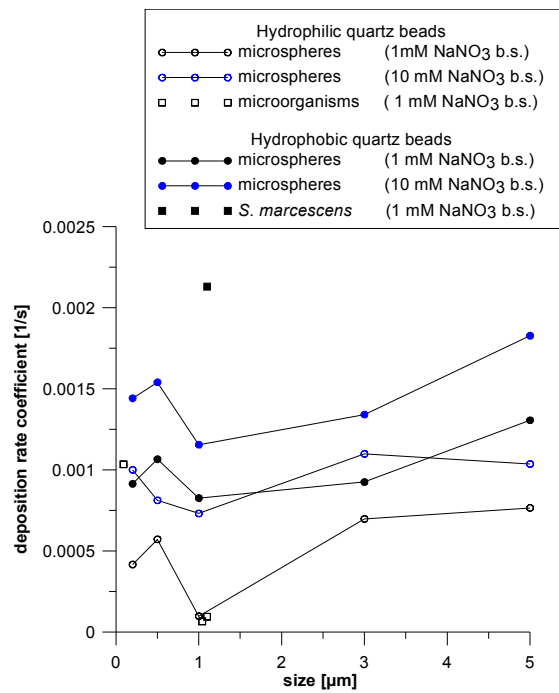 Hydrophilic quartz beads
microspheres (1mM NaNO3 b.s.)
microspheres (10 mM NaNO3 b.s.)
microorganisms ( 1 mM NaNO3 b.s.)
Hydrophobic quartz beads
microspheres (1 mM NaNO3 b.s.)
microspheres (10 mM NaNO3 b.s.)
S. marcescens (1 mM NaNO3 b.s.)
0.0025
0.002
0.0015
0.001
0.0005
0
deposition rate coefficient [1/s]
0 1 2 3 4 5
size [µm]